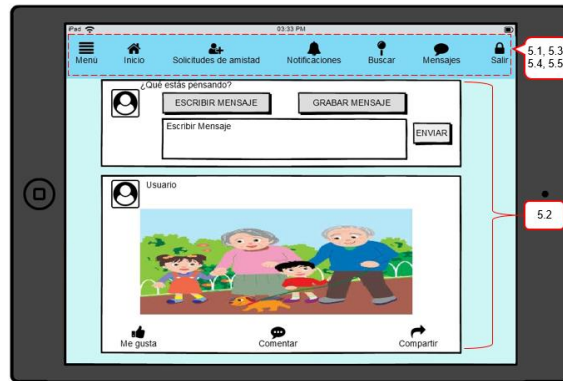 iPad 03:33 PM
Menú Inicio Solicitudes de amistad Notificaciones Buscar Mensajes Salir
5.1, 5.3
5.4, 5.5
¿Qué estás pensando?
ESCRIBIR MENSAJE GRABAR MENSAJE
Escribir Mensaje
ENVIAR
Usuario
5.2
Me gusta Comentar Compartir